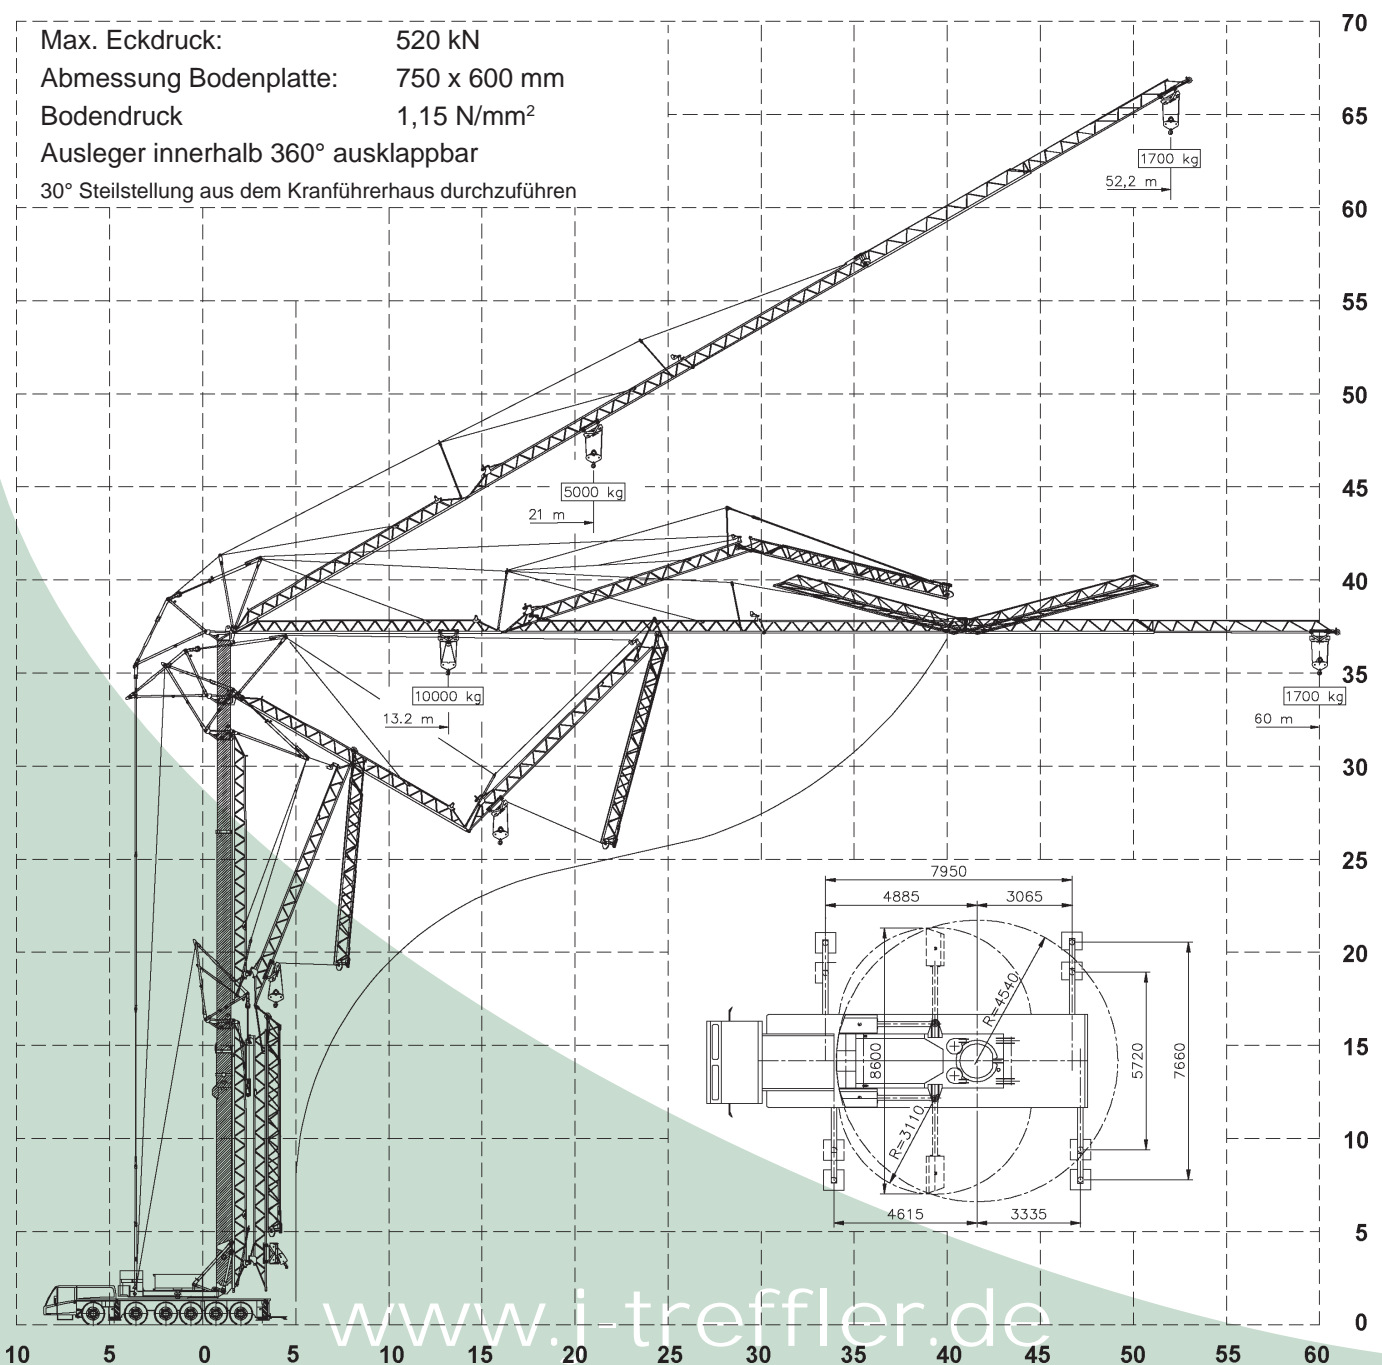 Max. Eckdruck: 520 kN
Abmessung Bodenplatte: 750 x 600 mm
Bodendruck 1,15 N/mm²
Ausleger innerhalb 360° ausklappbar
30° Steilstellung aus dem Kranführerhaus durchzuführen
70
65
60
55
50
45
40
35
30
25
20
15
10
5
0
1700 kg
52,2 m
5000 kg
21 m
10000 kg
13.2 m
1700 kg
60 m
7950
4885 3065
R=4540
8600
5720
7660
R=3110
4615 3335
www.i-treffler.de
10 5 0 5 10 15 20 25 30 35 40 45 50 55 60